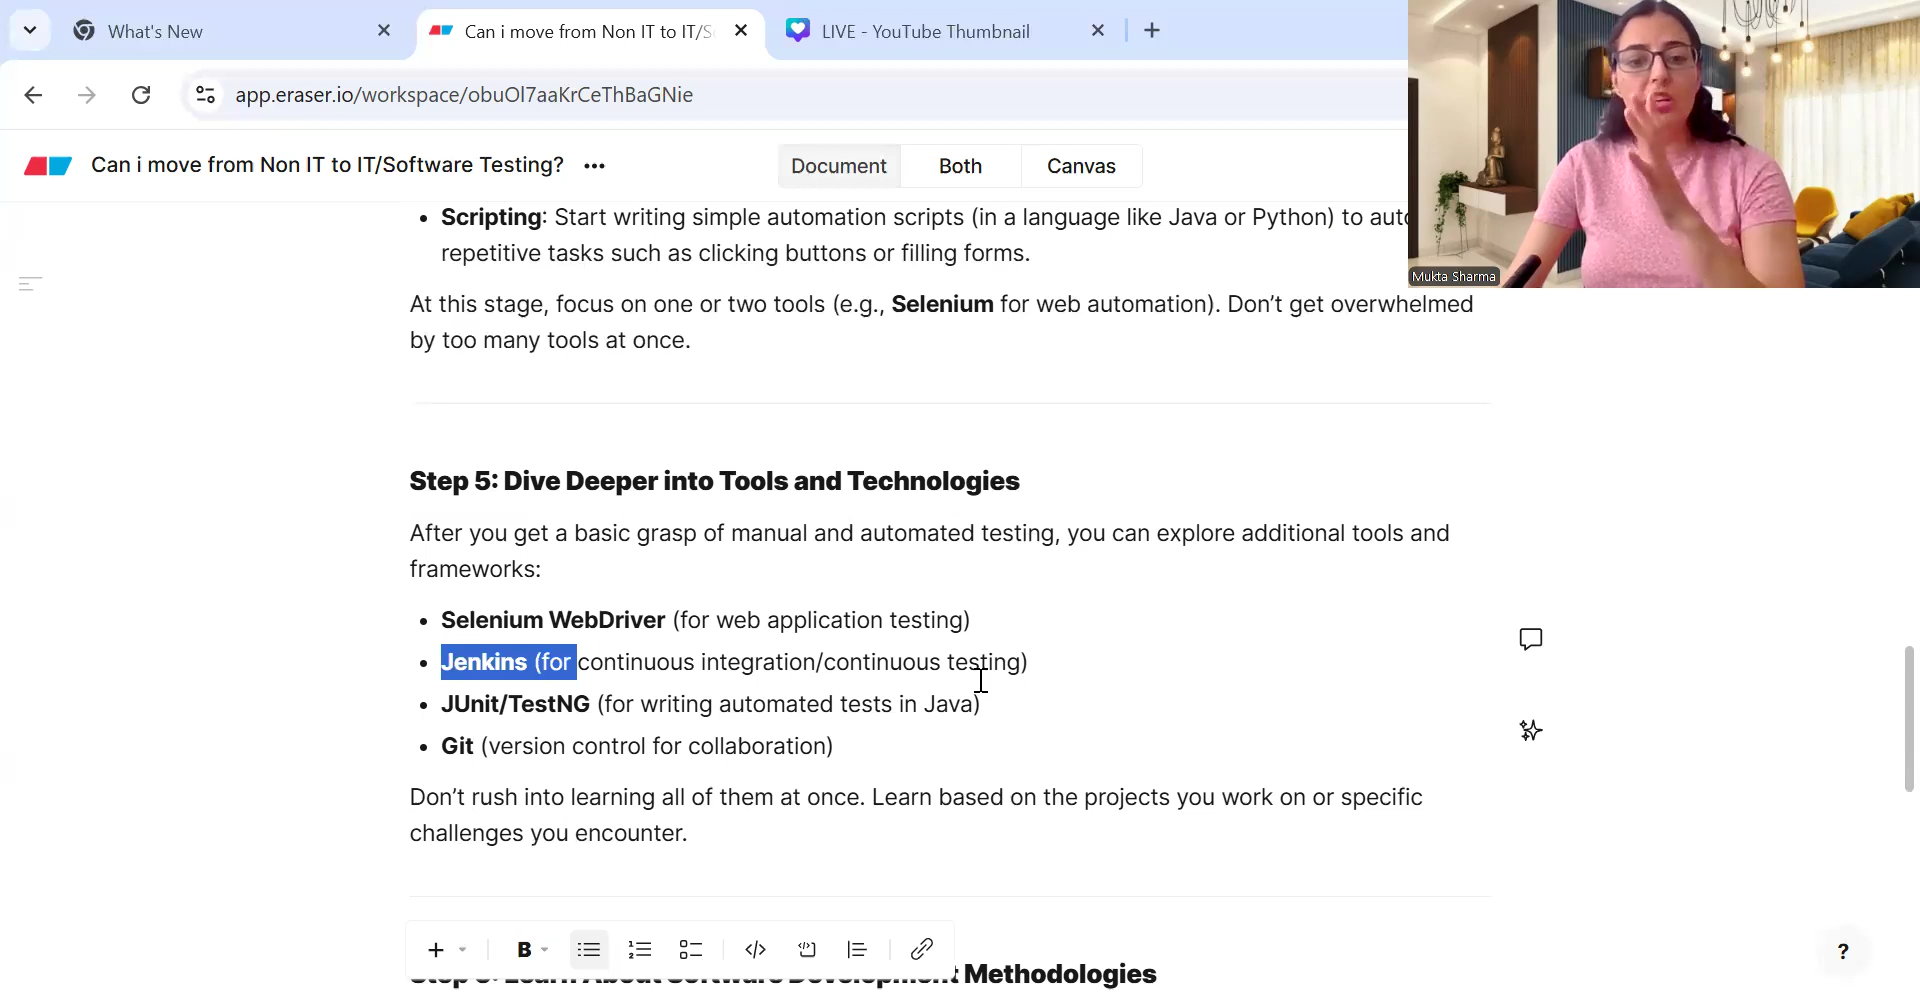 What's New
Can i move from Non IT to IT/S
LIVE - YouTube Thumbnail
app.eraser.io/workspace/obuOl7aaKrCeThBaGNie
Can i move from Non IT to IT/Software Testing?
Document
Both
Canvas
Mukta Sharma
• Scripting: Start writing simple automation scripts (in a language like Java or Python) to
repetitive tasks such as clicking buttons or filling forms.
At this stage, focus on one or two tools (e.g., Selenium for web automation). Don’t get overwhelmed
by too many tools at once.
Step 5: Dive Deeper into Tools and Technologies
After you get a basic grasp of manual and automated testing, you can explore additional tools and
frameworks:
• Selenium WebDriver (for web application testing)
• Jenkins (for continuous integration/continuous testing)
• JUnit/TestNG (for writing automated tests in Java)
• Git (version control for collaboration)
Don’t rush into learning all of them at once. Learn based on the projects you work on or specific
challenges you encounter.
B
?
Learn About Software Development Methodologies